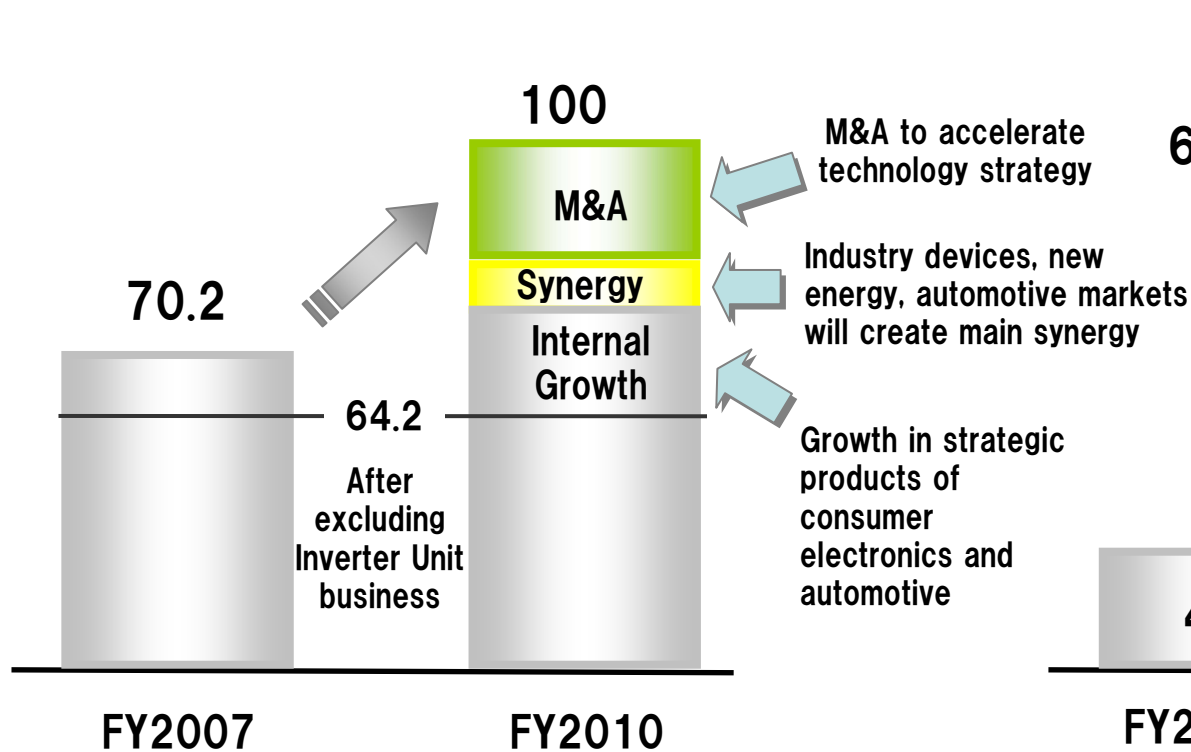 100
M&A to accelerate
technology strategy
M&A
Industry devices, new
energy, automotive markets
will create main synergy
Synergy
70.2
Internal
Growth
64.2
After
excluding
Inverter Unit
business
Growth in strategic
products of
consumer
electronics and
automotive
FY2007
FY2010